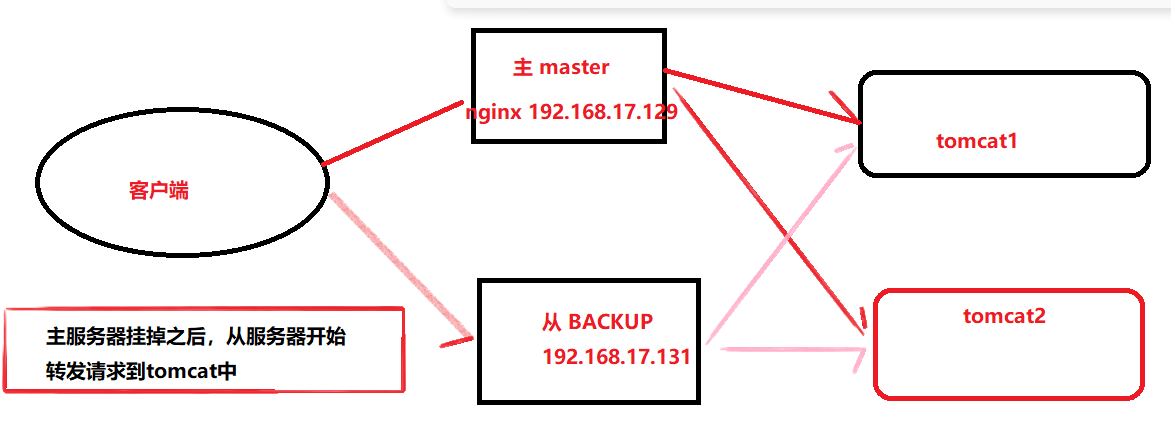 主 master
nginx 192.168.17.129
tomcat1
客户端
从 BACKUP
192.168.17.131
tomcat2
主服务器挂掉之后，从服务器开始
转发请求到tomcat中